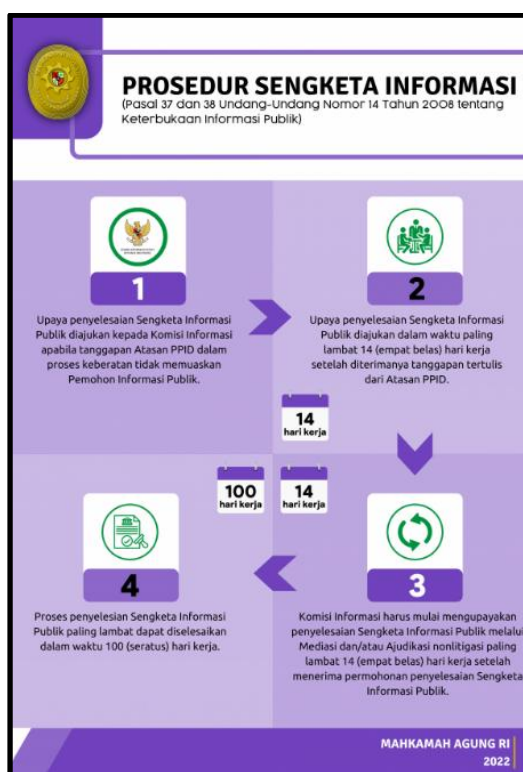 PROSEDUR SENGKETA INFORMASI
(Pasal 37 dan 38 Undang-Undang Nomor 14 Tahun 2008 tentang
Keterbukaan Informasi Publik)
1
Upaya penyelesaian Sengketa Informasi
Publik diajukan kepada Komisi Informasi
apabila tanggapan Atasan PPID dalam
proses keberatan tidak memuaskan
Pemohon Informasi Publik.
2
Upaya penyelesaian Sengketa Informasi
Publik diajukan dalam waktu paling
lambat 14 (empat belas) hari kerja
setelah diterimanya tanggapan tertulis
dari Atasan PPID.
14
hari kerja
14
hari kerja
3
Komisi Informasi harus mulai mengupayakan
penyelesaian Sengketa Informasi Publik melalui
Mediasi dan/atau Ajudikasi nonlitigasi paling
lambat 14 (empat belas) hari kerja setelah
menerima permohonan penyelesaian Sengketa
Informasi Publik.
100
hari kerja
4
Proses penyelesian Sengketa Informasi
Publik paling lambat dapat diselesaikan
dalam waktu 100 (seratus) hari kerja.
MAHKAMAH AGUNG RI
2022